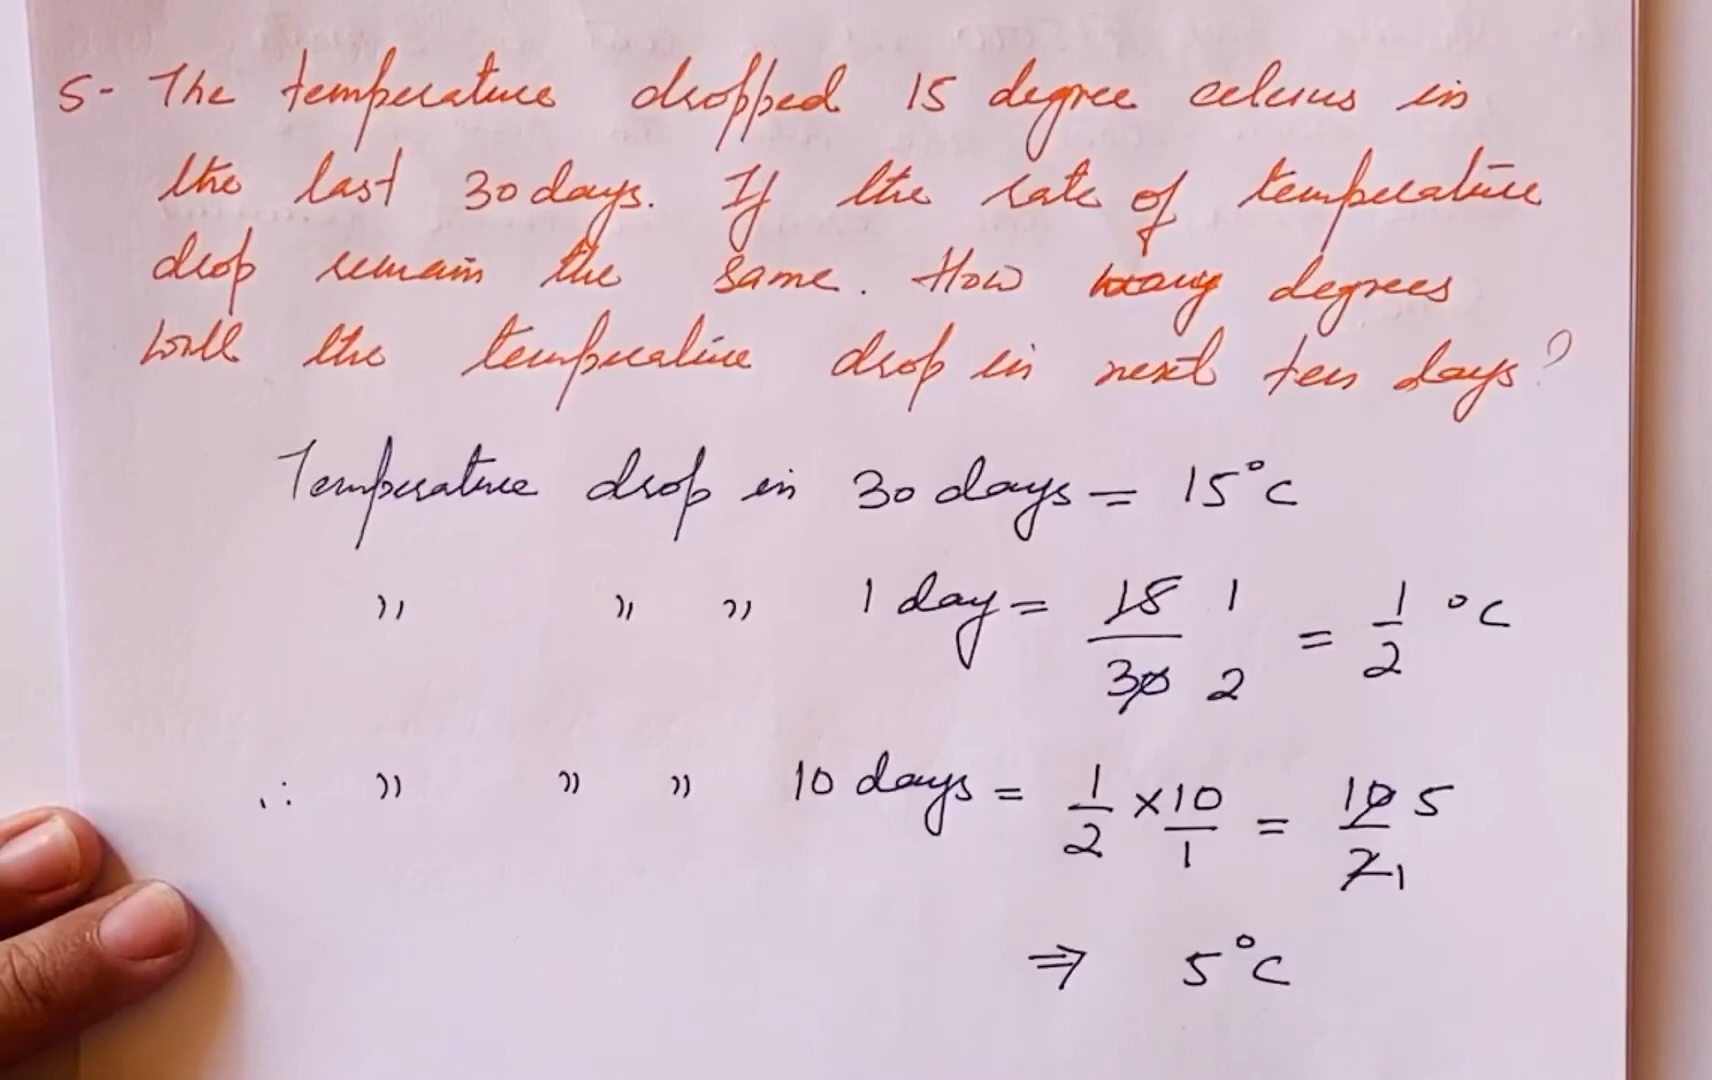 5- The temperature dropped 15 degree celcius in
the last 30 days. If the rate of temperature
drop remain the same. How many degrees
will the temperature drop in next ten days?
Temperature drop in 30 days = 15°C
" " " 1 day = 15/30 1/2 = 1/2 °C
∴ " " " 10 days = 1/2 × 10/1 = 10/2 5/1
⇒ 5°C